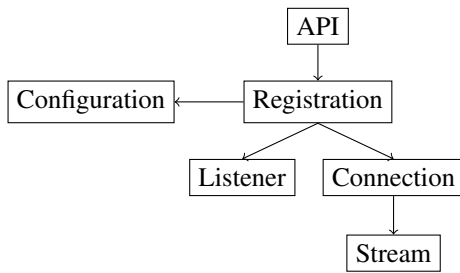 API
Configuration
Registration
Listener
Connection
Stream